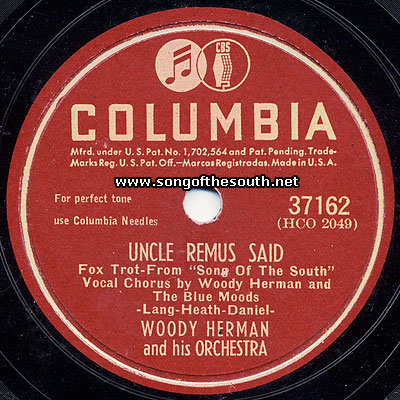 CBS
COLUMBIA
Mfrd. under U.S. Pat. No. 1,702,564 and Pat. Pending. Trade-
Marks Reg. U.S. Pat. Off.—Marcas Registradas. Made in U.S.A.
www.songofthesouth.net
For perfect tone
use Columbia Needles
37162
(HCO 2049)
UNCLE REMUS SAID
Fox Trot-From "Song Of The South"
Vocal Chorus by Woody Herman and
The Blue Moods
-Lang-Heath-Daniel-
WOODY HERMAN
and his ORCHESTRA